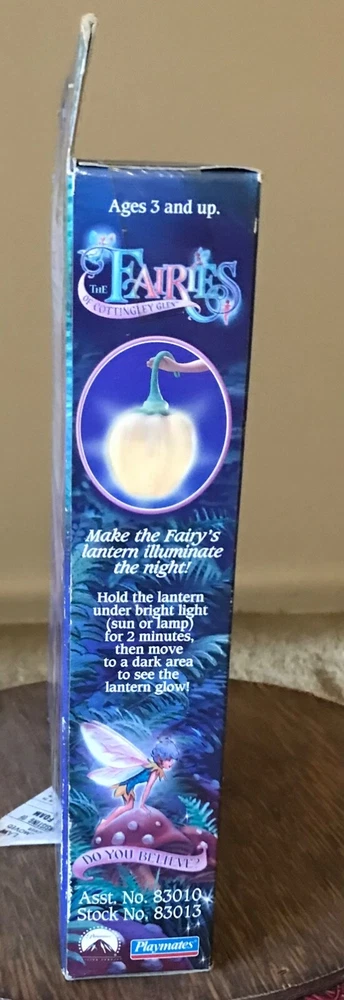 Ages 3 and up.
THE FAIRIES
OF COTTINGLEY GLEN
Make the Fairy's
lantern illuminate
the night!
Hold the lantern
under bright light
(sun or lamp)
for 2 minutes,
then move
to a dark area
to see the
lantern glow!
DO YOU BELIEVE?
Asst. No. 83010
Stock No. 83013
Playmates